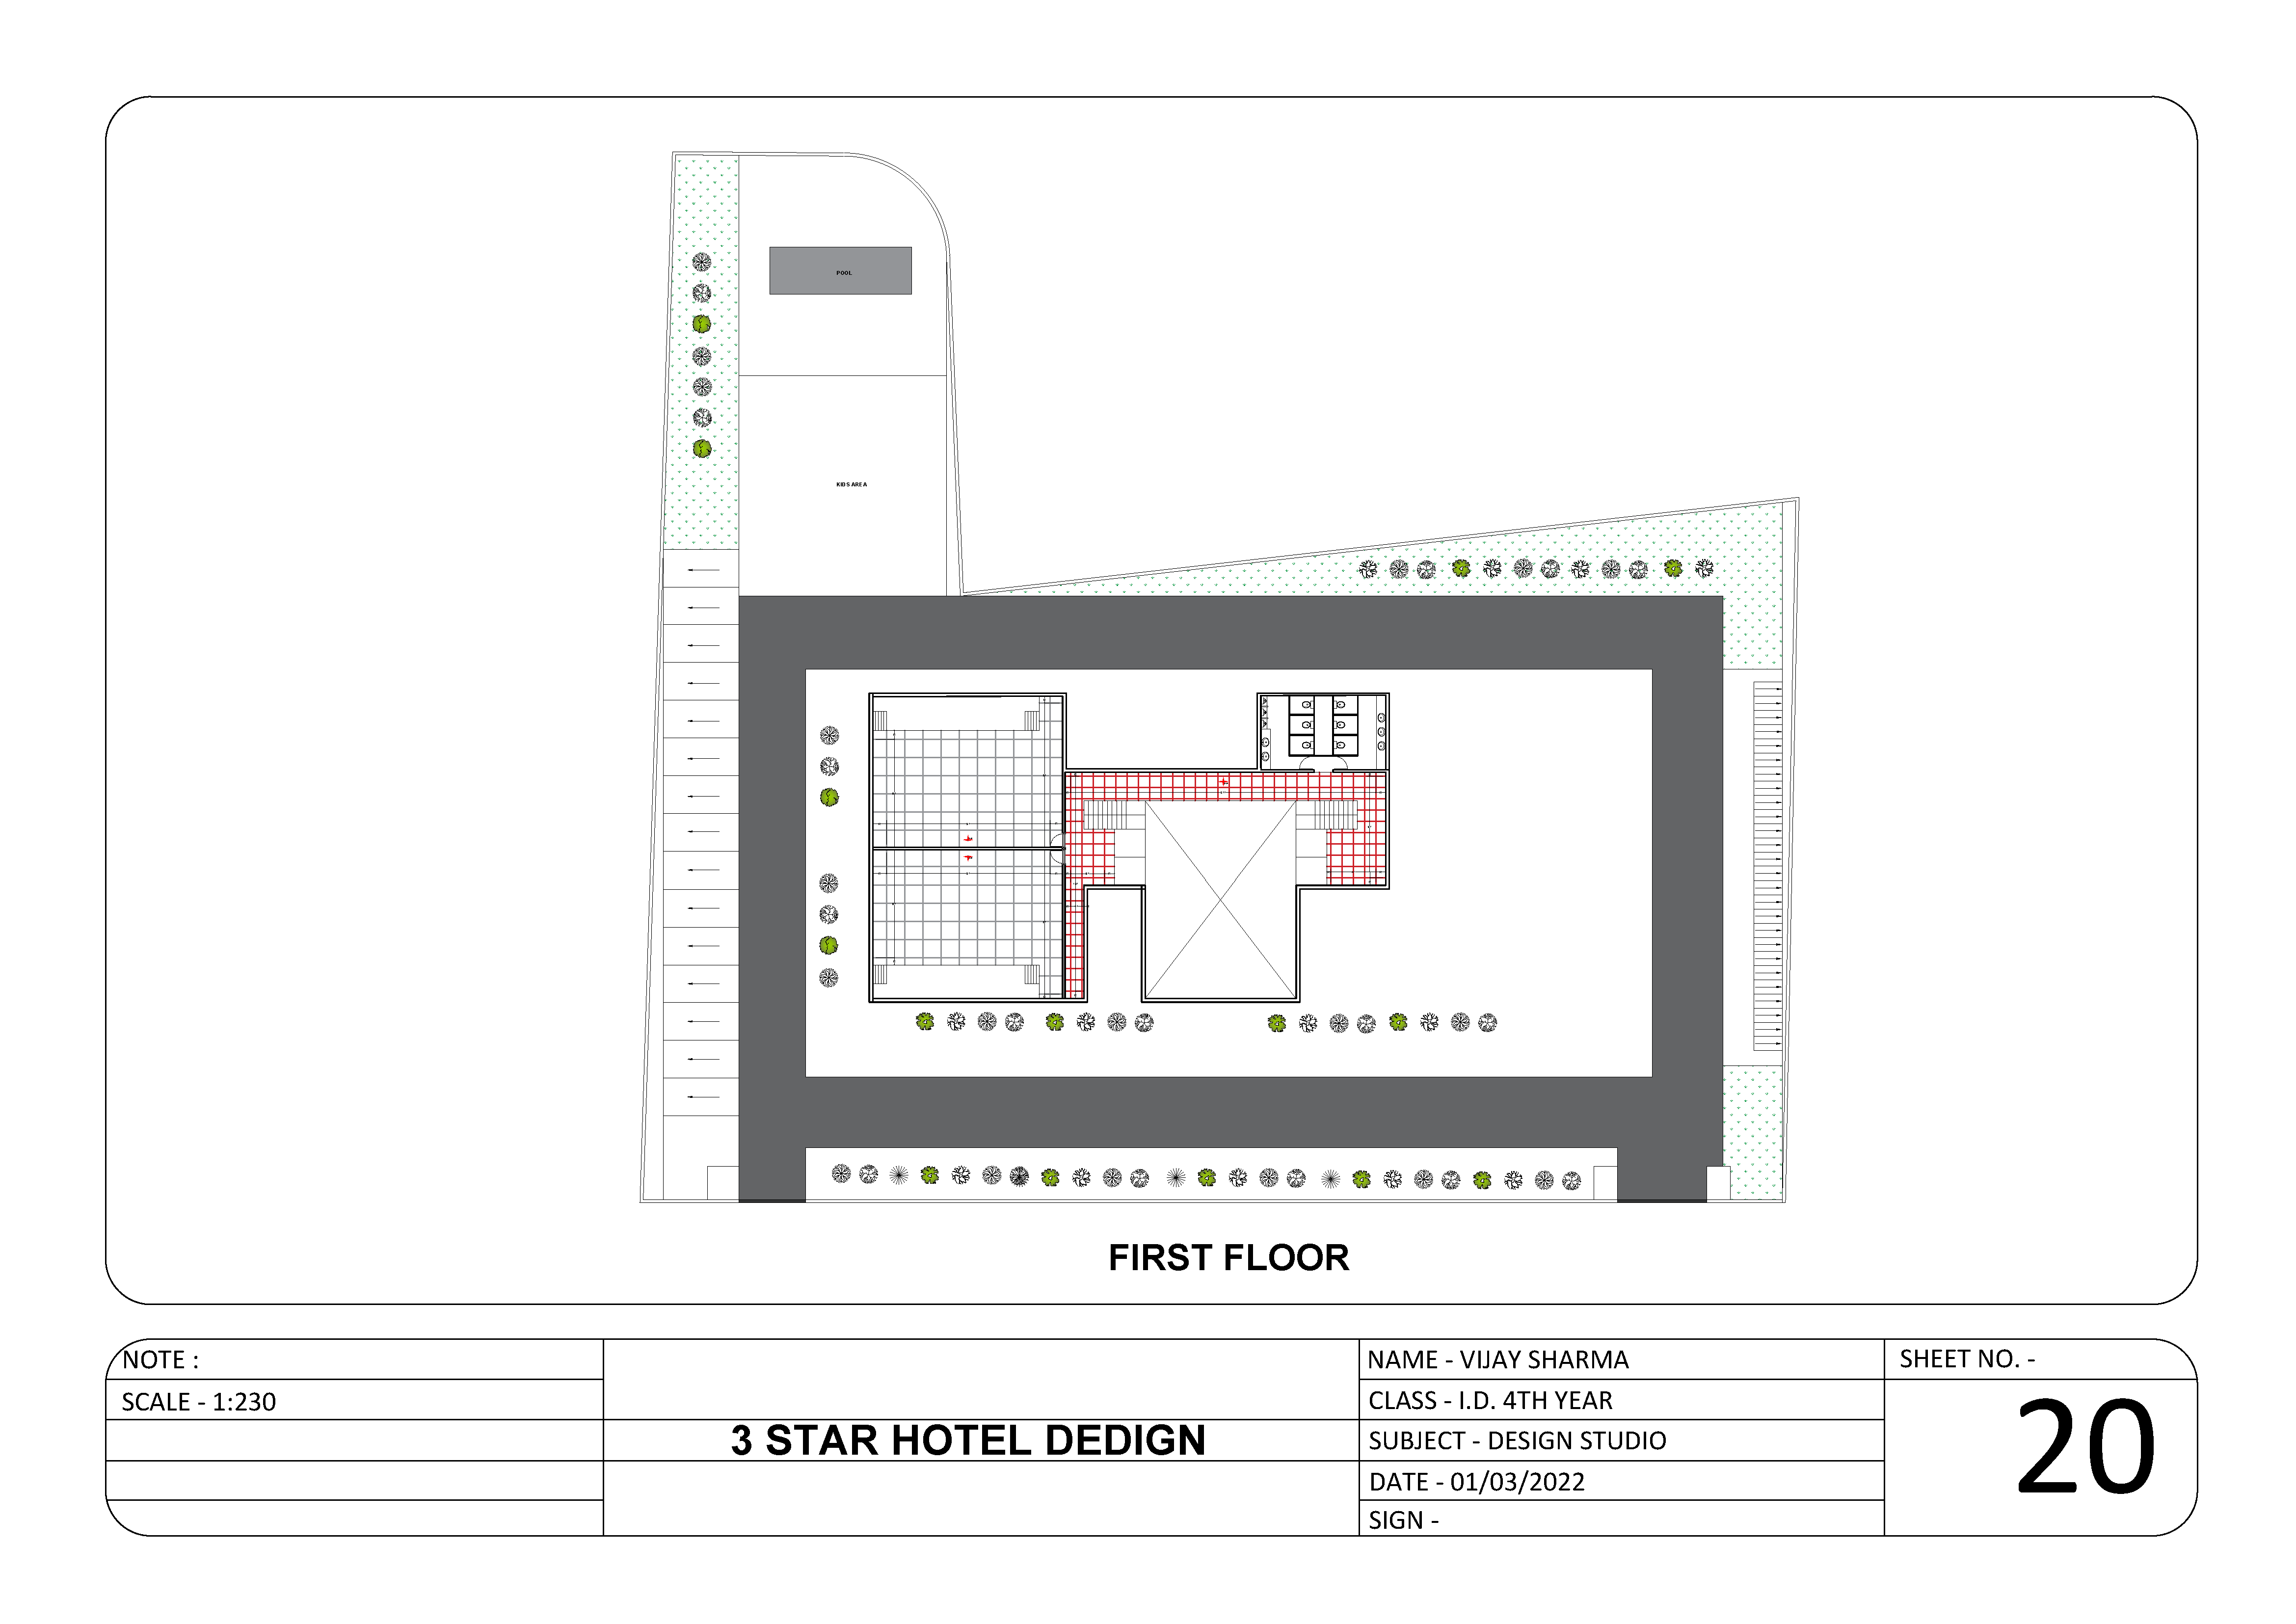 POOL
KIDS AREA
FIRST FLOOR
NOTE :
SCALE - 1:230
3 STAR HOTEL DEDIGN
NAME - VIJAY SHARMA
CLASS - I.D. 4TH YEAR
SUBJECT - DESIGN STUDIO
DATE - 01/03/2022
SIGN -
SHEET NO. -
20